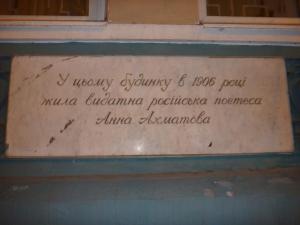 У цьому будинку в 1906 році
жила видатна російська поетеса
Анна Ахматова